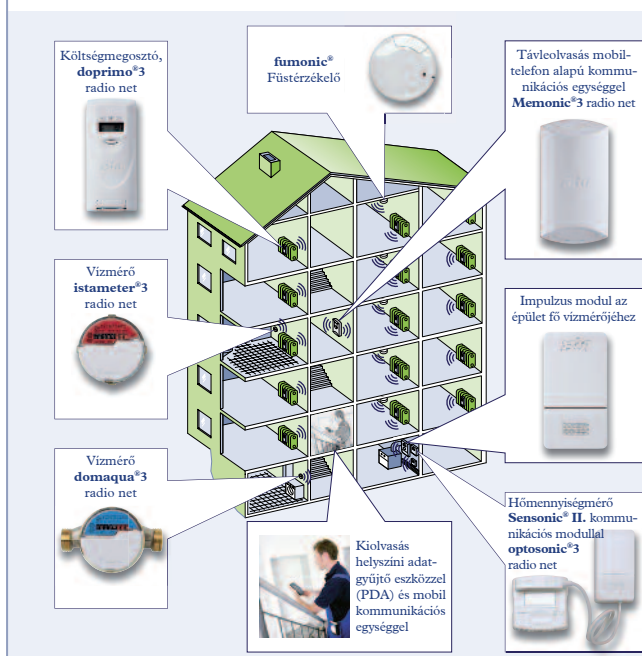 Költségmegosztó,
doprimo®3
radio net
fumonic®
Füstérzékelő
Távleolvasás mobil-
telefon alapú kommu-
nikációs egységgel
Memonic®3 radio net
Vízmérő
istameter®3
radio net
Impulzus modul az
épület fő vízmérőjéhez
Vízmérő
domaqua®3
radio net
Kiolvasás
helyszíni adat-
gyűjtő eszközzel
(PDA) és mobil
kommunikációs
egységgel
Hőmennyiségmérő
Sensonic® II. kommu-
nikációs modullal
optosonic®3
radio net